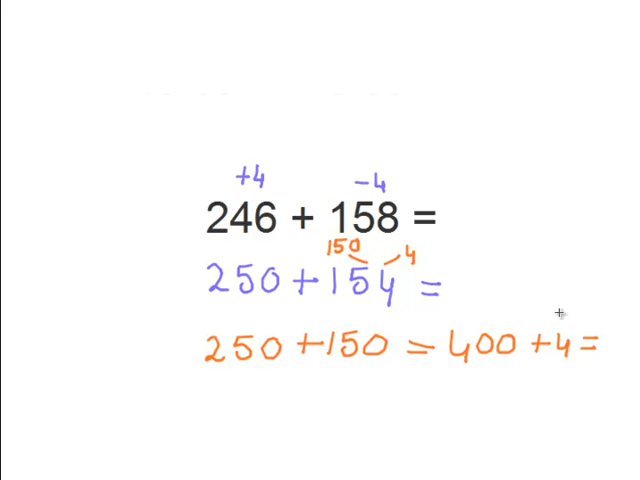 +4 -4
246 + 158 =
150 4
250 + 154 =
250 + 150 = 400 + 4 =